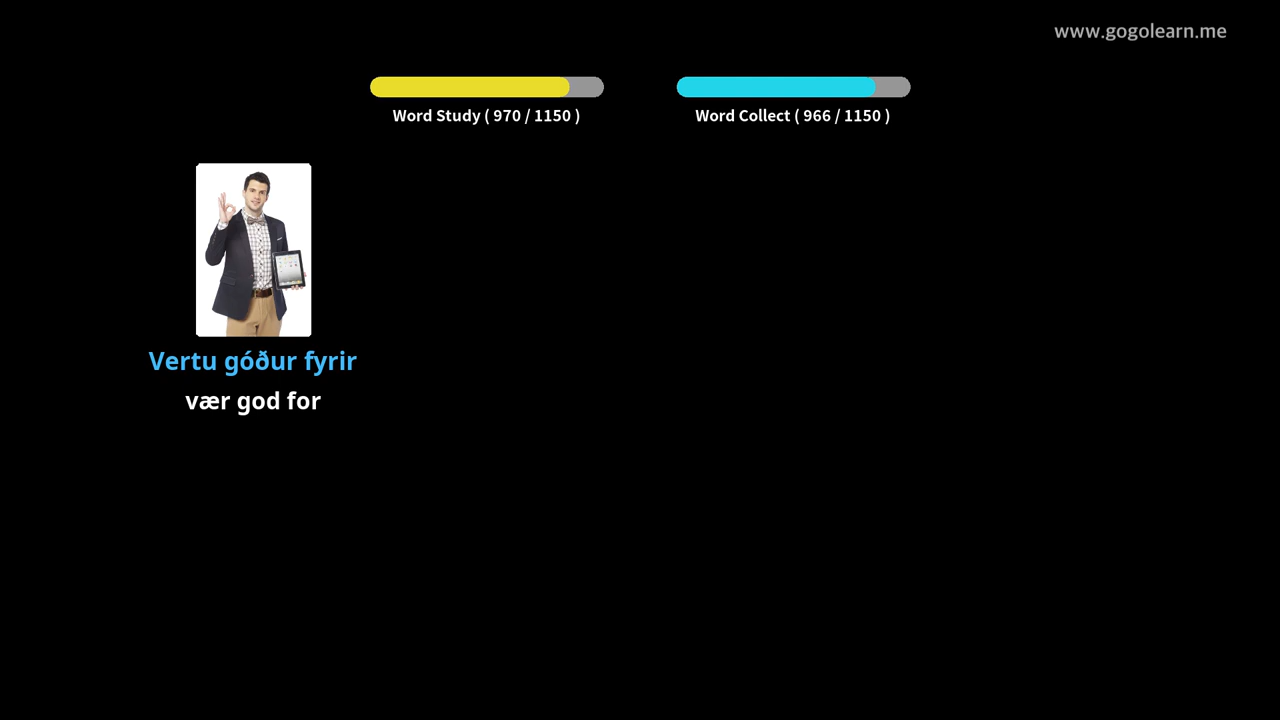 www.gogolearn.me
Word Study ( 970 / 1150 )
Word Collect ( 966 / 1150 )
Vertu góður fyrir
vær god for